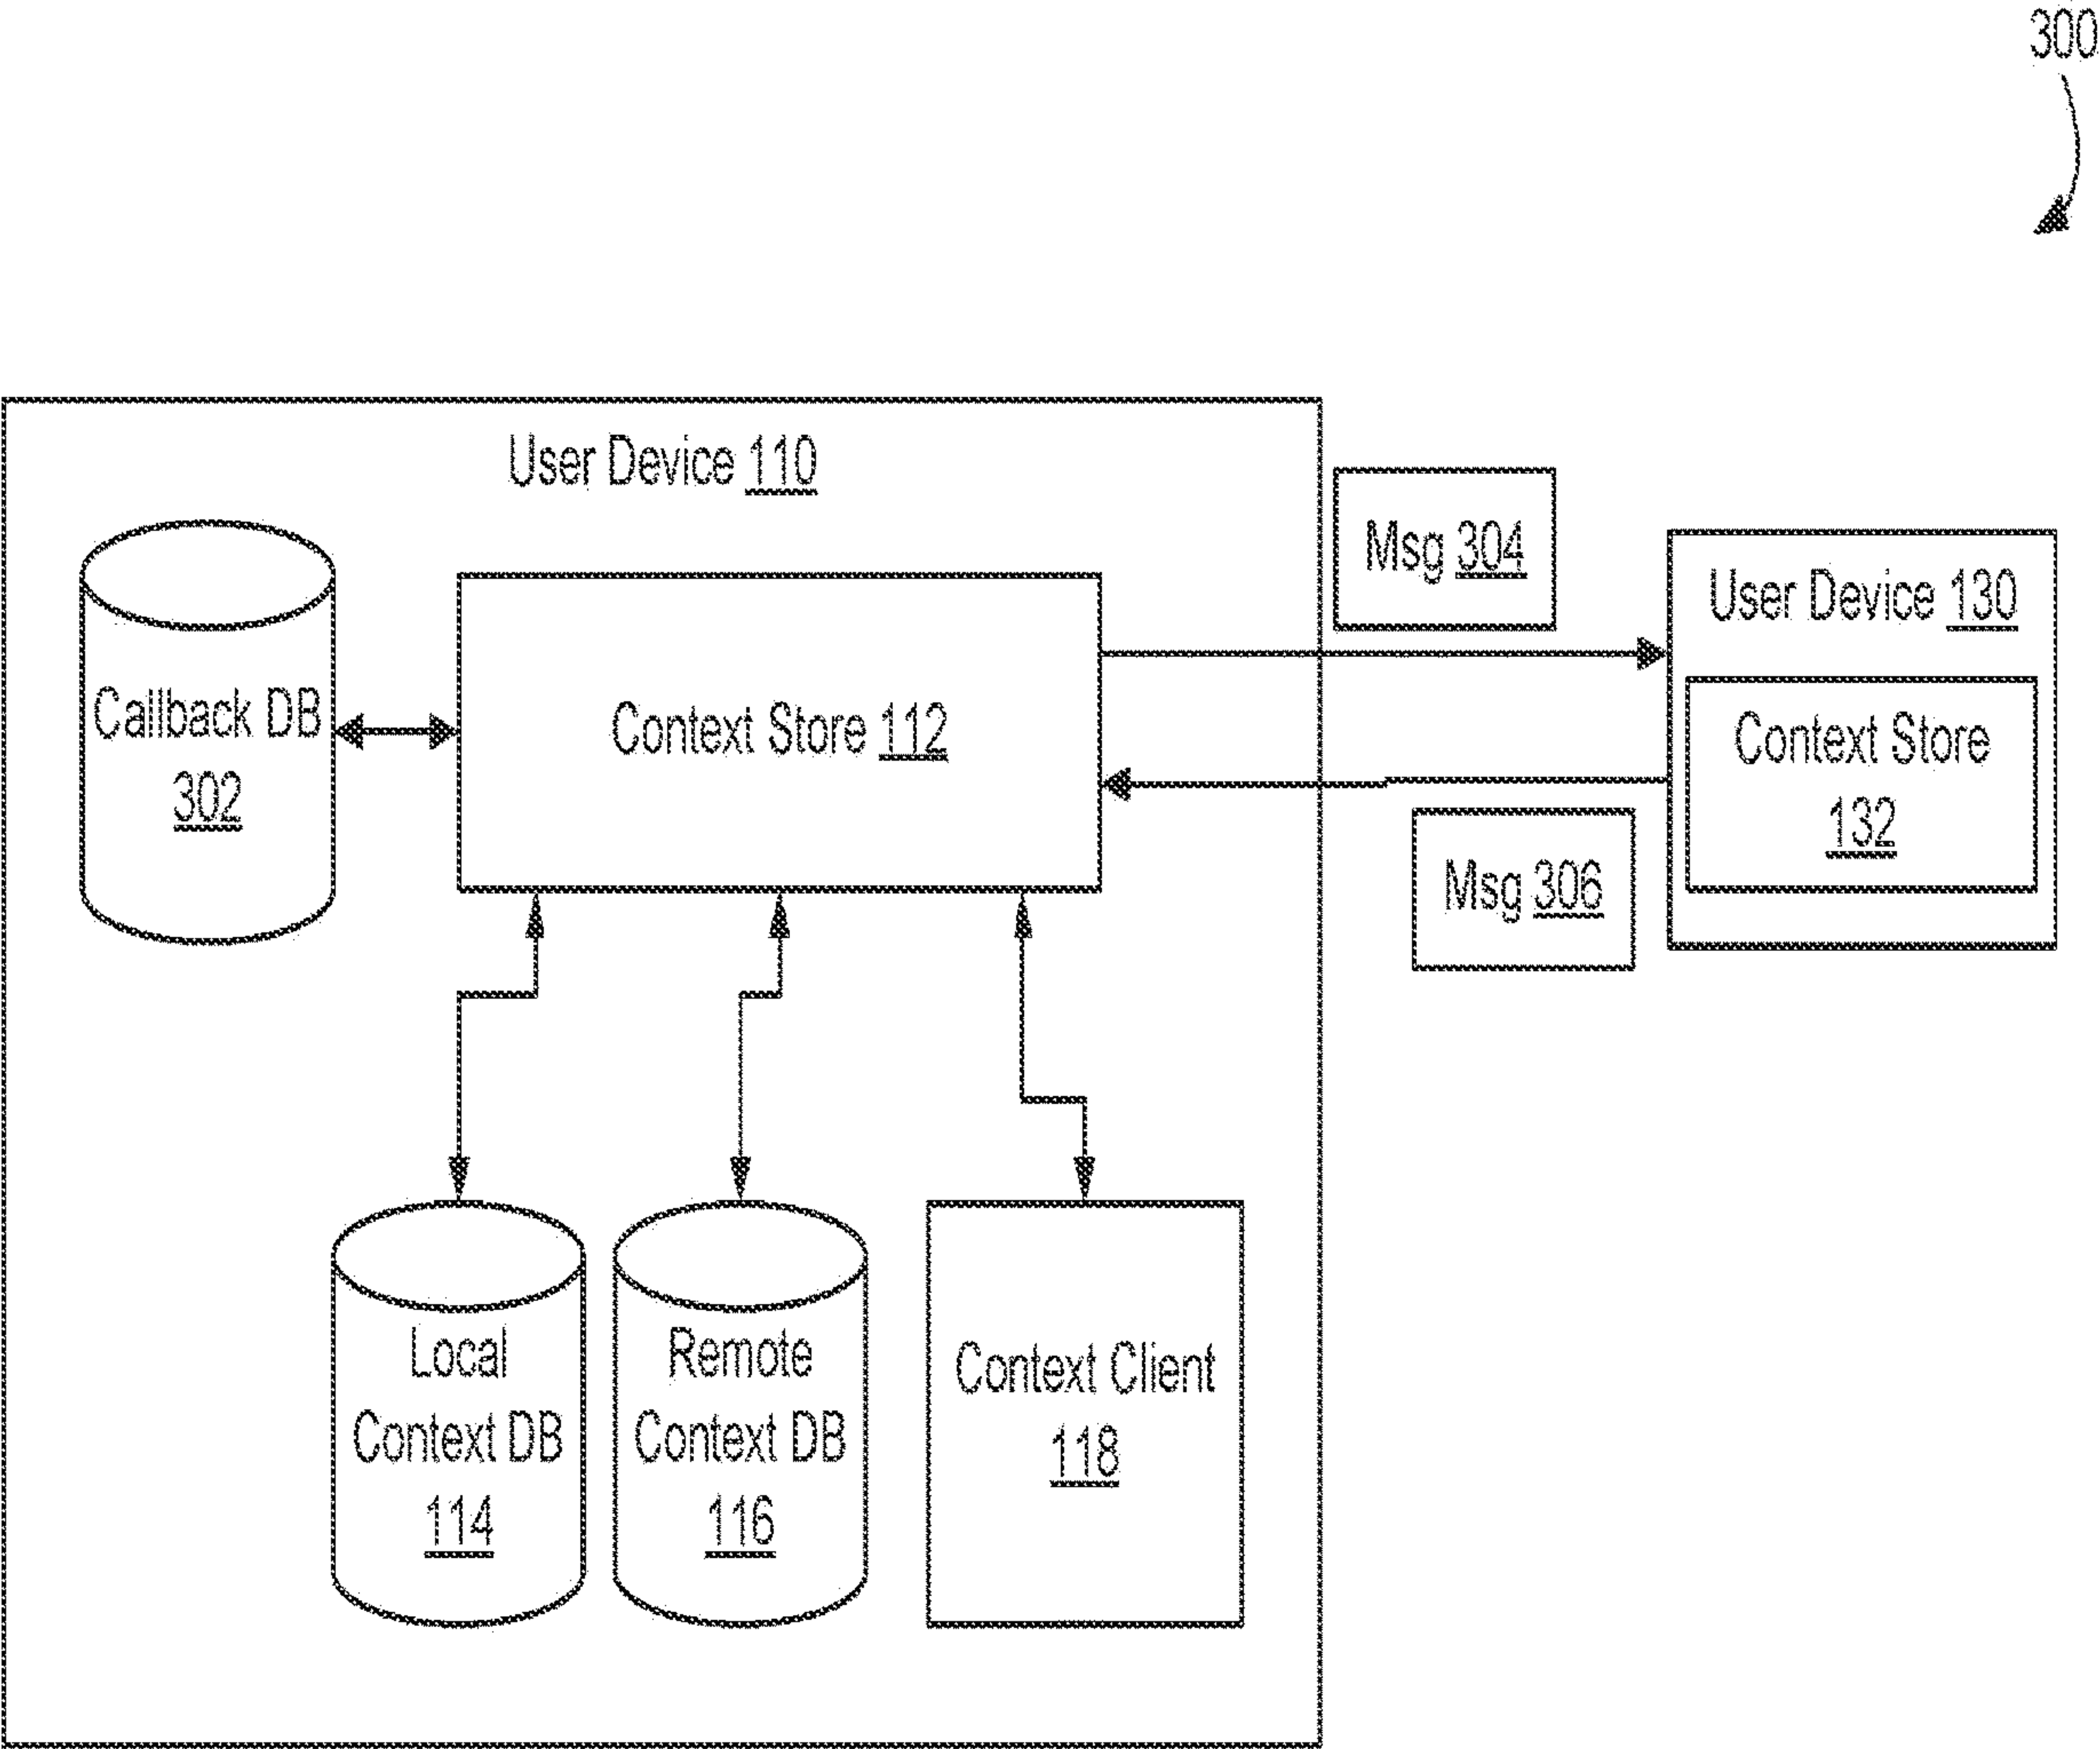 300
User Device 110
Msg 304
User Device 130
Callback DB
302
Context Store 112
Context Store
132
Msg 306
Local
Context DB
114
Remote
Context DB
116
Context Client
118